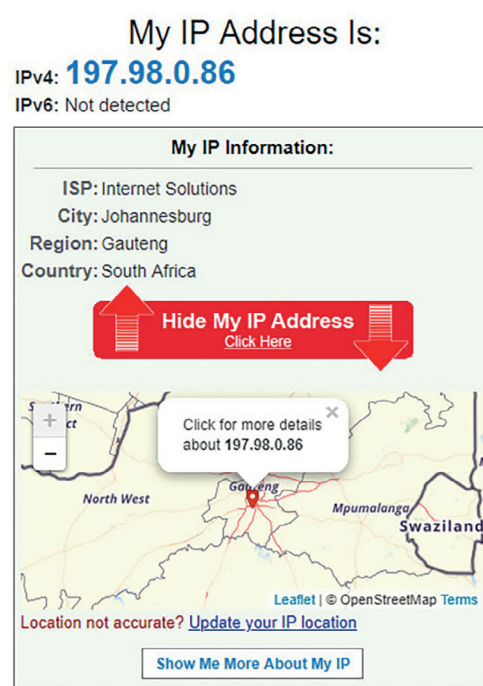 My IP Address Is:
IPv4: 197.98.0.86
IPv6: Not detected
My IP Information:
ISP: Internet Solutions
City: Johannesburg
Region: Gauteng
Country: South Africa
Hide My IP Address
Click Here
+
−
Click for more details
about 197.98.0.86
×
Gauteng
North West
Mpumalanga
Swaziland
Leaflet | © OpenStreetMap Terms
Location not accurate? Update your IP location
Show Me More About My IP